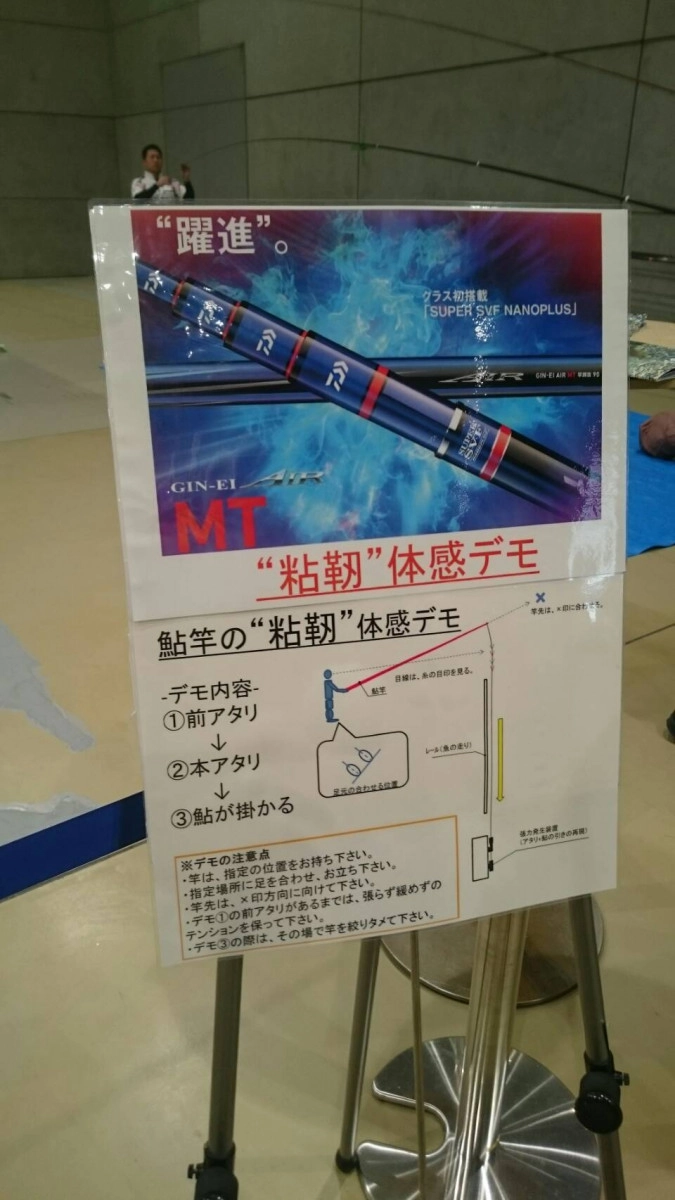 “躍進”。
グラス初搭載
「SUPER SVF NANOPLUS」
AIR GIN-EI AIR MT
SUPER SVF
.GIN-EI AIR
MT
“粘靭”体感デモ
鮎竿の“粘靭”体感デモ
竿先は、×印に合わせる。
目線は、糸の目印を見る。
鮎竿
-デモ内容-
①前アタリ
↓
②本アタリ
↓
③鮎が掛かる
レール(魚の走り)
足元の合わせる位置
張力発生装置
(アタリ・鮎の引きの再現)
※デモの注意点
・竿は、指定の位置をお持ち下さい。
・指定場所に足を合わせ、お立ち下さい。
・竿先は、×印方向に向けて下さい。
・デモ①の前アタリがあるまでは、張らず緩めずの
テンションを保って下さい。
・デモ③の際は、その場で竿を絞りタメて下さい。